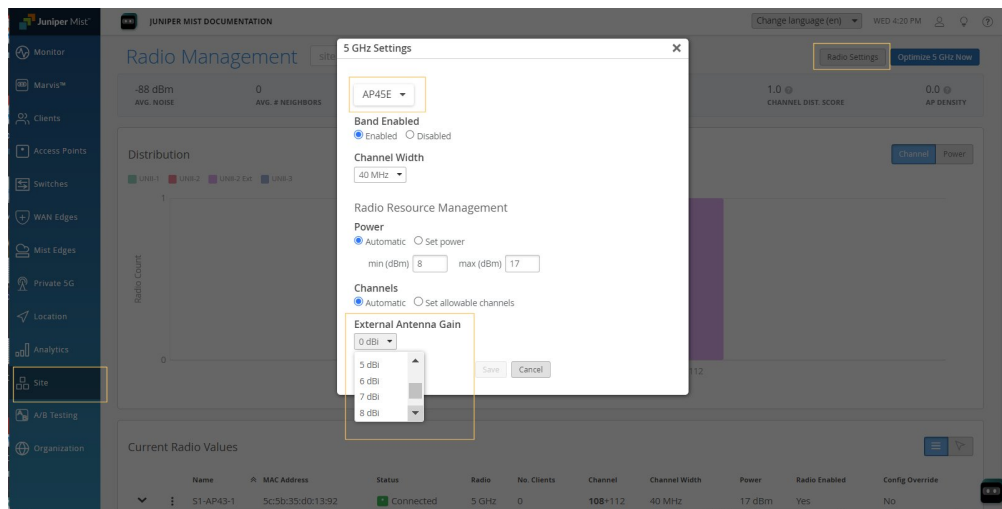 Juniper Mist™
JUNIPER MIST DOCUMENTATION
Change language (en)
WED 4:20 PM
Monitor
Marvis™
Clients
Access Points
Switches
WAN Edges
Mist Edges
Private 5G
Location
Analytics
Site
A/B Testing
Organization
Radio Management
site
Radio Settings
Optimize 5 GHz Now
-88 dBm
AVG. NOISE
0
AVG. # NEIGHBORS
1.0
CHANNEL DIST. SCORE
0.0
AP DENSITY
Distribution
Channel
Power
UNII-1
UNII-2
UNII-2 Ext
UNII-3
1
Radio Count
0
112
5 GHz Settings
AP45E
Band Enabled
Enabled
Disabled
Channel Width
40 MHz
Radio Resource Management
Power
Automatic
Set power
min (dBm) 8 max (dBm) 17
Channels
Automatic
Set allowable channels
External Antenna Gain
0 dBi
5 dBi
6 dBi
7 dBi
8 dBi
Save
Cancel
Current Radio Values
Name MAC Address Status Radio No. Clients Channel Channel Width Power Radio Enabled Config Override
S1-AP43-1 5c:5b:35:d0:13:92 Connected 5 GHz 0 108+112 40 MHz 17 dBm Yes No